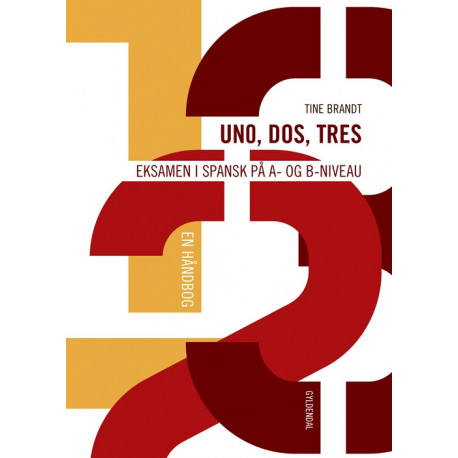 TINE BRANDT
UNO, DOS, TRES
EKSAMEN I SPANSK PÅ A- OG B-NIVEAU
EN HÅNDBOG
GYLDENDAL